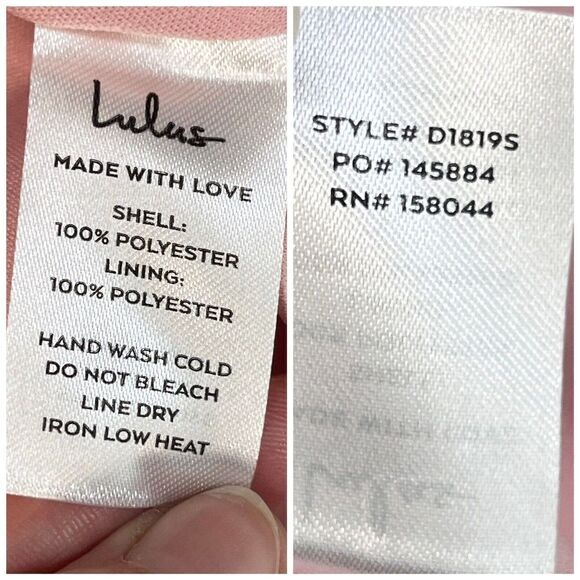 Lulus
MADE WITH LOVE
SHELL:
100% POLYESTER
LINING:
100% POLYESTER
HAND WASH COLD
DO NOT BLEACH
LINE DRY
IRON LOW HEAT
STYLE# D1819S
PO# 145884
RN# 158044